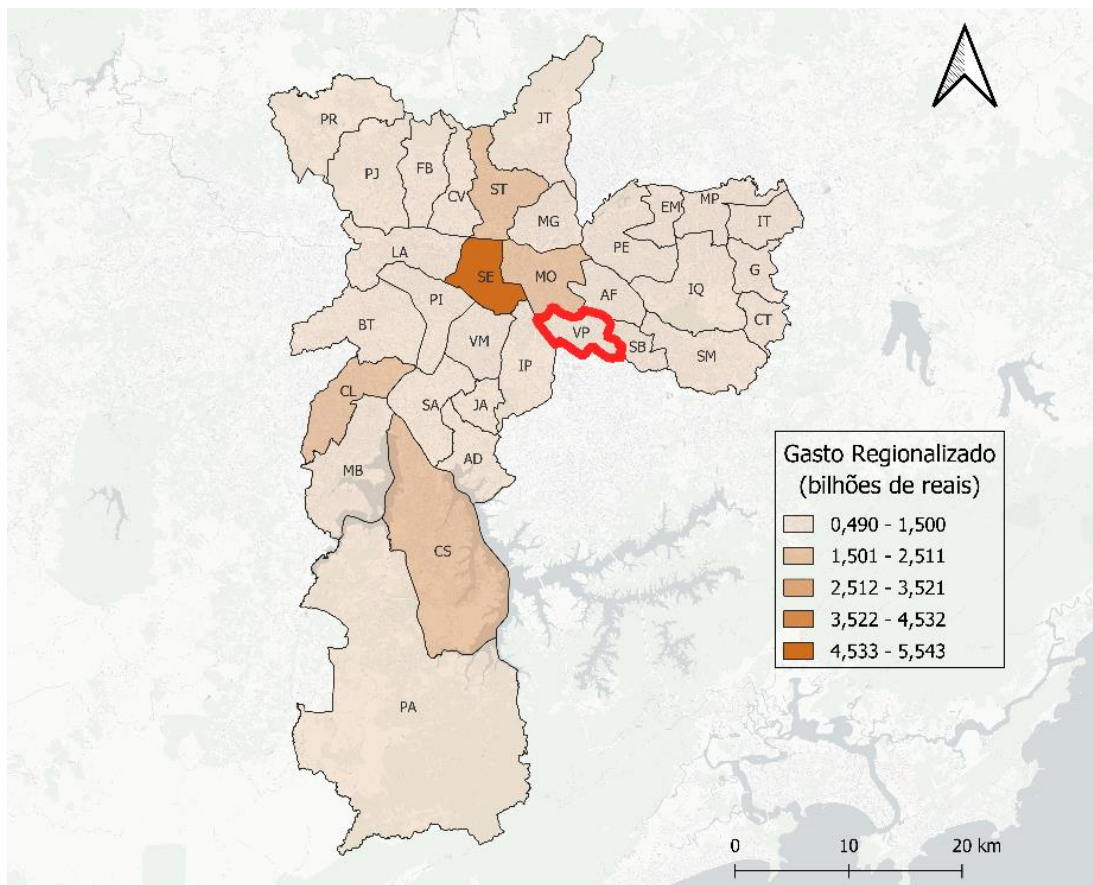 PR
JT
PJ
FB
CV
ST
MG
EM
MP
IT
PE
LA
SE
MO
G
IQ
AF
PI
BT
VM
IP
VP
SB
SM
CT
CL
SA
JA
AD
MB
CS
PA
Gasto Regionalizado
(bilhões de reais)
0,490 - 1,500
1,501 - 2,511
2,512 - 3,521
3,522 - 4,532
4,533 - 5,543
0 10 20 km